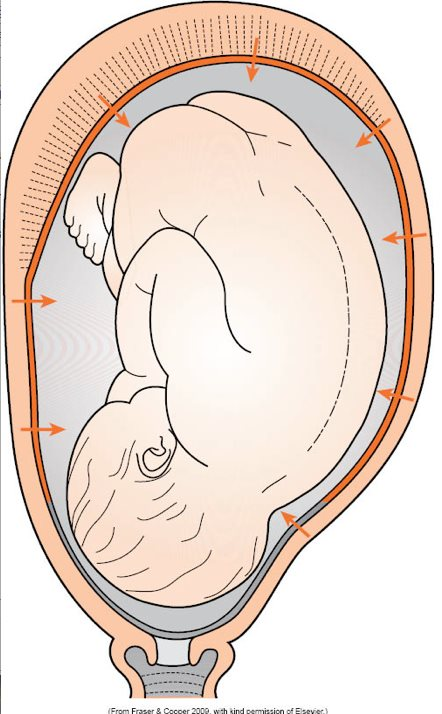 (From Fraser & Cooper 2009, with kind permission of Elsevier.)